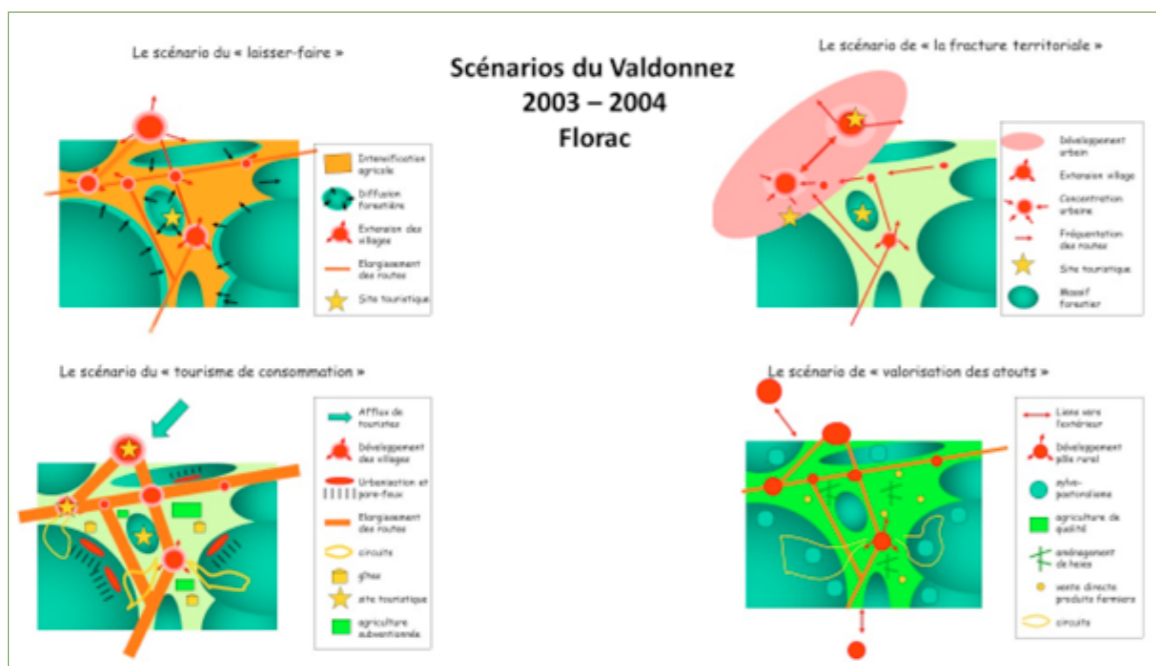 Le scénario du « laisser-faire »
Intensification
agricole
Diffusion
forestière
Extension des
villages
Elargissement
des routes
Site touristique
Scénarios du Valdonnez
2003 – 2004
Florac
Le scénario de « la fracture territoriale »
Développement
urbain
Extension village
Concentration
urbaine
Fréquentation
des routes
Site touristique
Massif
forestier
Le scénario du « tourisme de consommation »
Afflux de
touristes
Développement
des villages
Urbanisation et
pare-feux
Elargissement
des routes
circuits
gîtes
site touristique
agriculture
subventionnée
Le scénario de « valorisation des atouts »
Liens vers
l'extérieur
Développement
pôle rural
sylvo-
pastoralisme
agriculture de
qualité
aménagement
de haies
vente directe
produits fermiers
circuits